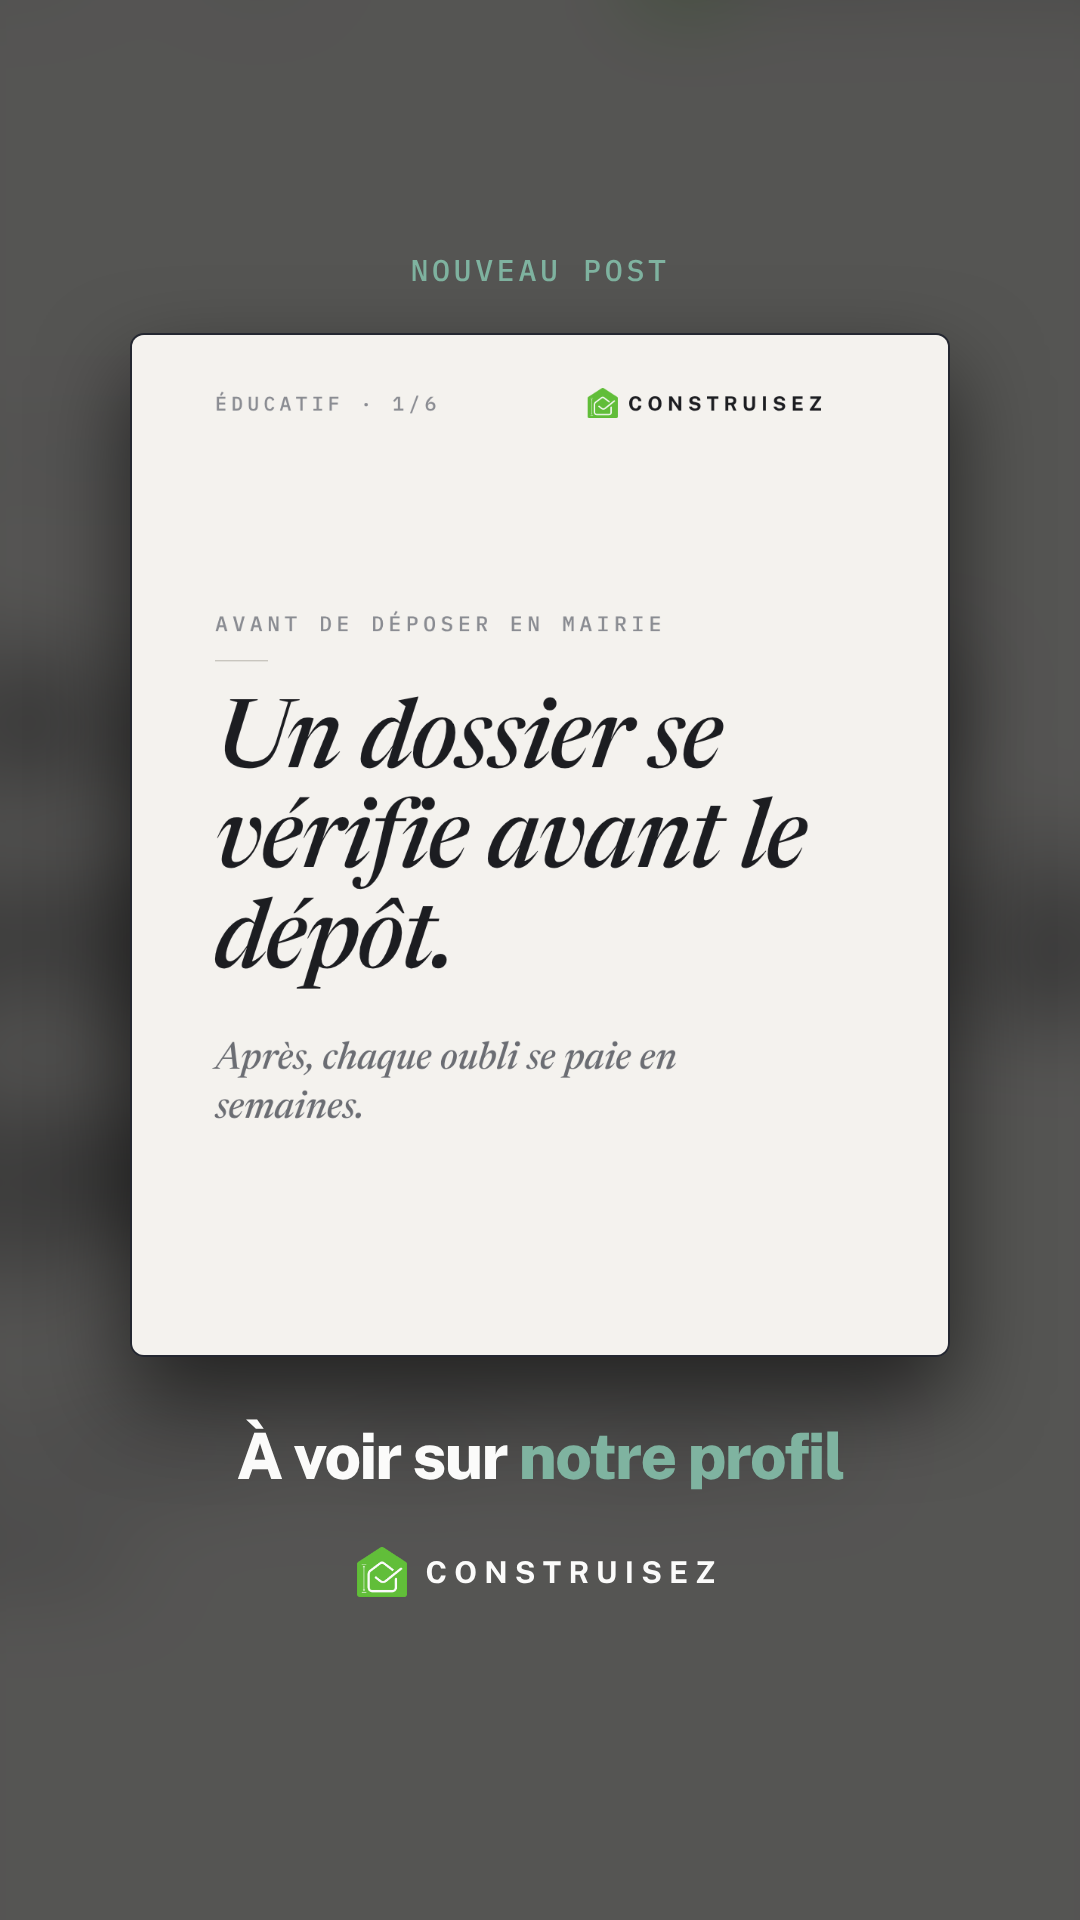 NOUVEAU POST
ÉDUCATIF · 1/6
CONSTRUISEZ
AVANT DE DÉPOSER EN MAIRIE
Un dossier se
vérifie avant le
dépôt.
Après, chaque oubli se paie en
semaines.
À voir sur notre profil
CONSTRUISEZ